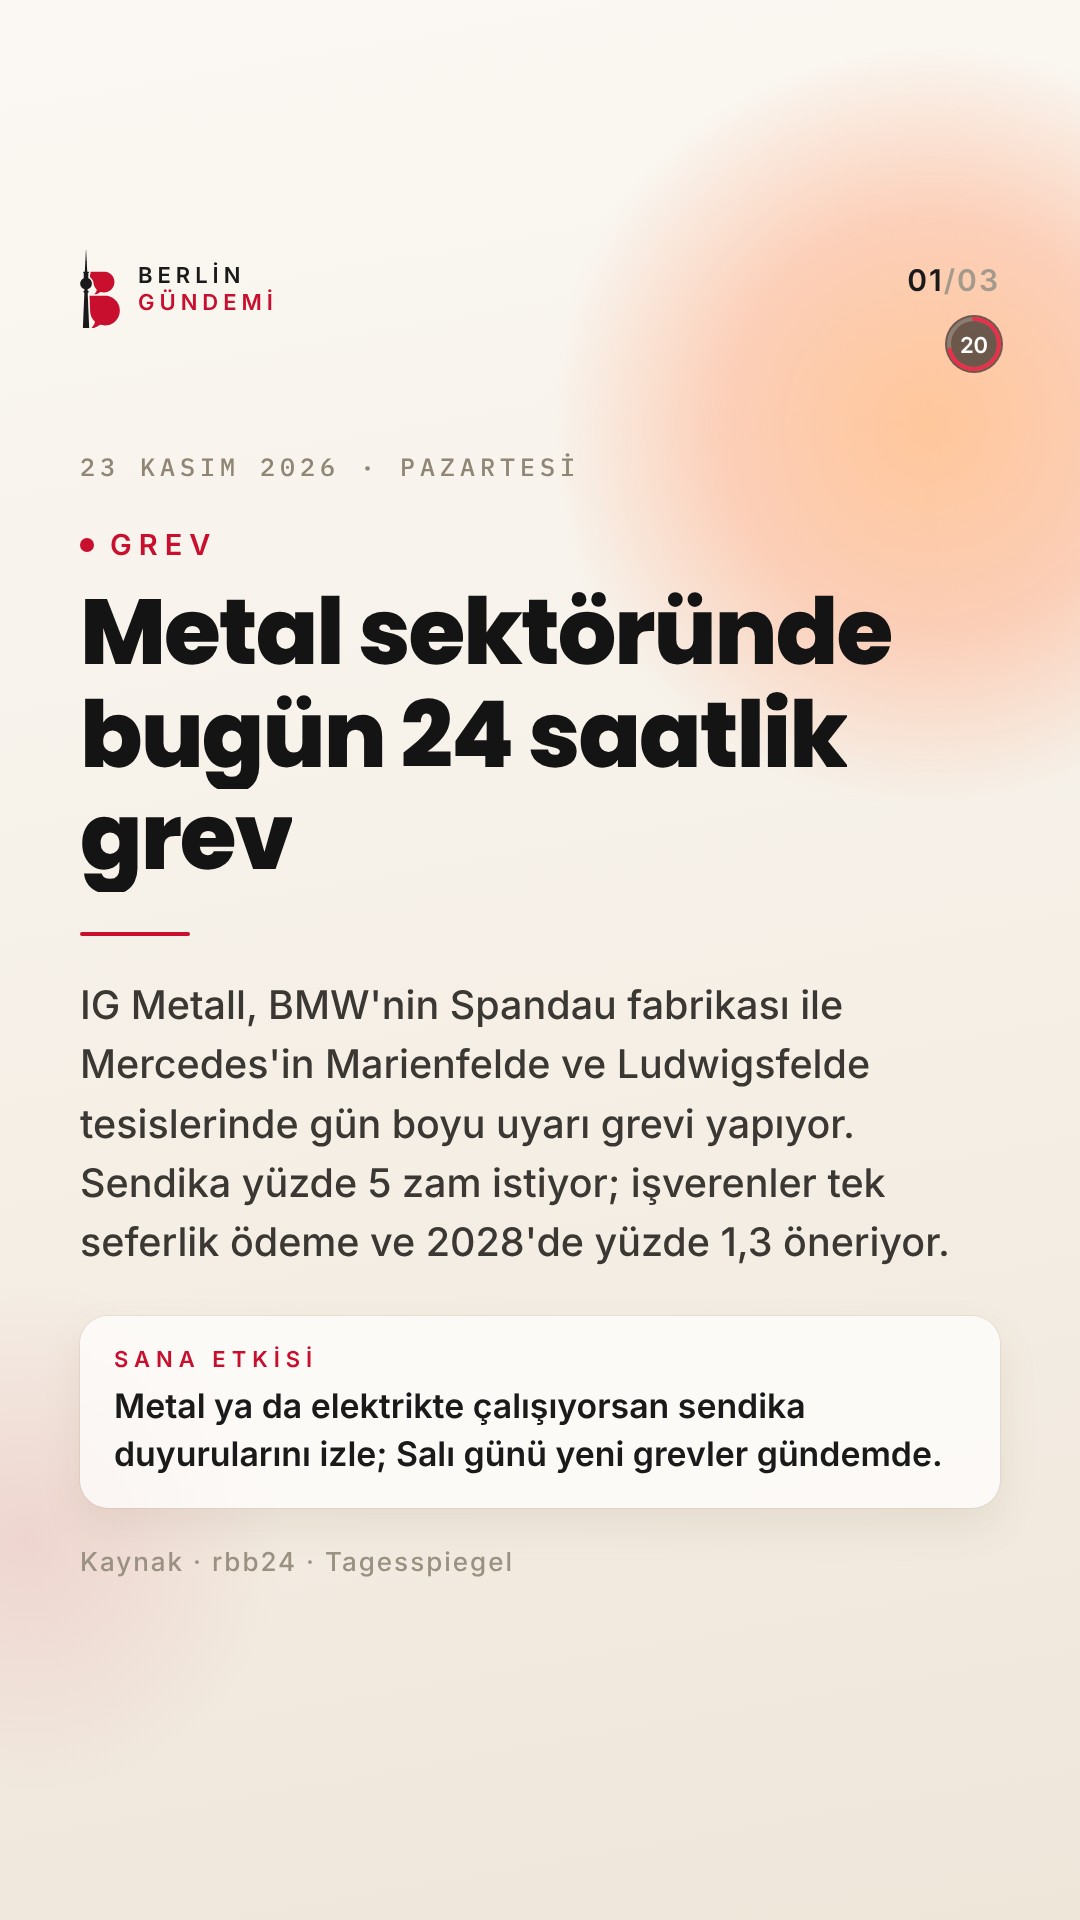 BERLİN
GÜNDEMİ
01/03
20
23 KASIM 2026 · PAZARTESİ
GREV
Metal sektöründe
bugün 24 saatlik
grev
IG Metall, BMW'nin Spandau fabrikası ile
Mercedes'in Marienfelde ve Ludwigsfelde
tesislerinde gün boyu uyarı grevi yapıyor.
Sendika yüzde 5 zam istiyor; işverenler tek
seferlik ödeme ve 2028'de yüzde 1,3 öneriyor.
SANA ETKİSİ
Metal ya da elektrikte çalışıyorsan sendika
duyurularını izle; Salı günü yeni grevler gündemde.
Kaynak · rbb24 · Tagesspiegel